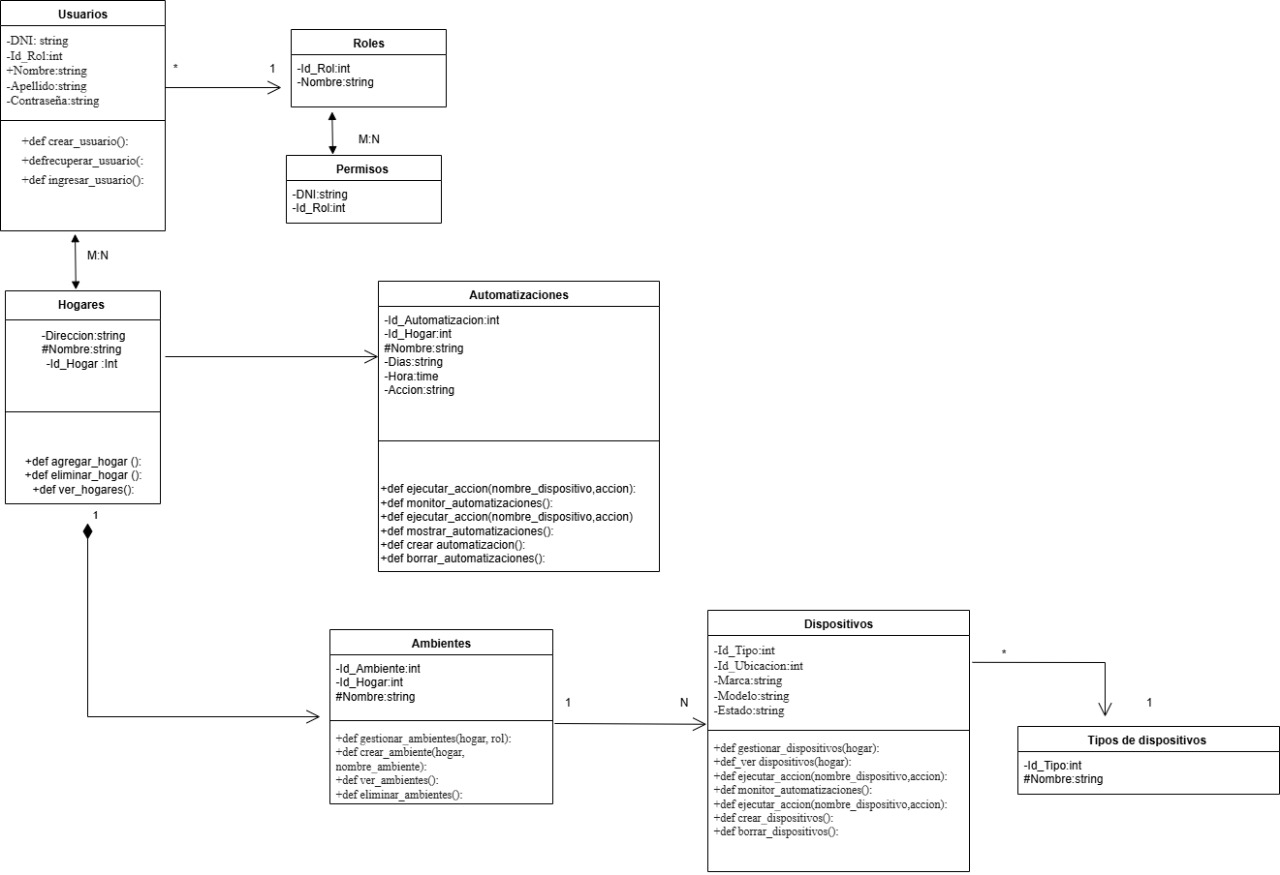 Usuarios
-DNI: string
-Id_Rol:int
+Nombre:string
-Apellido:string
-Contraseña:string
+def crear_usuario():
+defrecuperar_usuario(:
+def ingresar_usuario():
*
1
Roles
-Id_Rol:int
-Nombre:string
M:N
Permisos
-DNI:string
-Id_Rol:int
M:N
Hogares
-Direccion:string
#Nombre:string
-Id_Hogar :Int
+def agregar_hogar ():
+def eliminar_hogar ():
+def ver_hogares():
1
Automatizaciones
-Id_Automatizacion:int
-Id_Hogar:int
#Nombre:string
-Dias:string
-Hora:time
-Accion:string
+def ejecutar_accion(nombre_dispositivo,accion):
+def monitor_automatizaciones():
+def ejecutar_accion(nombre_dispositivo,accion)
+def mostrar_automatizaciones():
+def crear automatizacion():
+def borrar_automatizaciones():
Ambientes
-Id_Ambiente:int
-Id_Hogar:int
#Nombre:string
+def gestionar_ambientes(hogar, rol):
+def crear_ambiente(hogar,
nombre_ambiente):
+def ver_ambientes():
+def eliminar_ambientes():
1
N
Dispositivos
-Id_Tipo:int
-Id_Ubicacion:int
-Marca:string
-Modelo:string
-Estado:string
+def gestionar_dispositivos(hogar):
+def_ver dispositivos(hogar):
+def ejecutar_accion(nombre_dispositivo,accion):
+def monitor_automatizaciones():
+def ejecutar_accion(nombre_dispositivo,accion):
+def crear_dispositivos():
+def borrar_dispositivos():
*
1
Tipos de dispositivos
-Id_Tipo:int
#Nombre:string